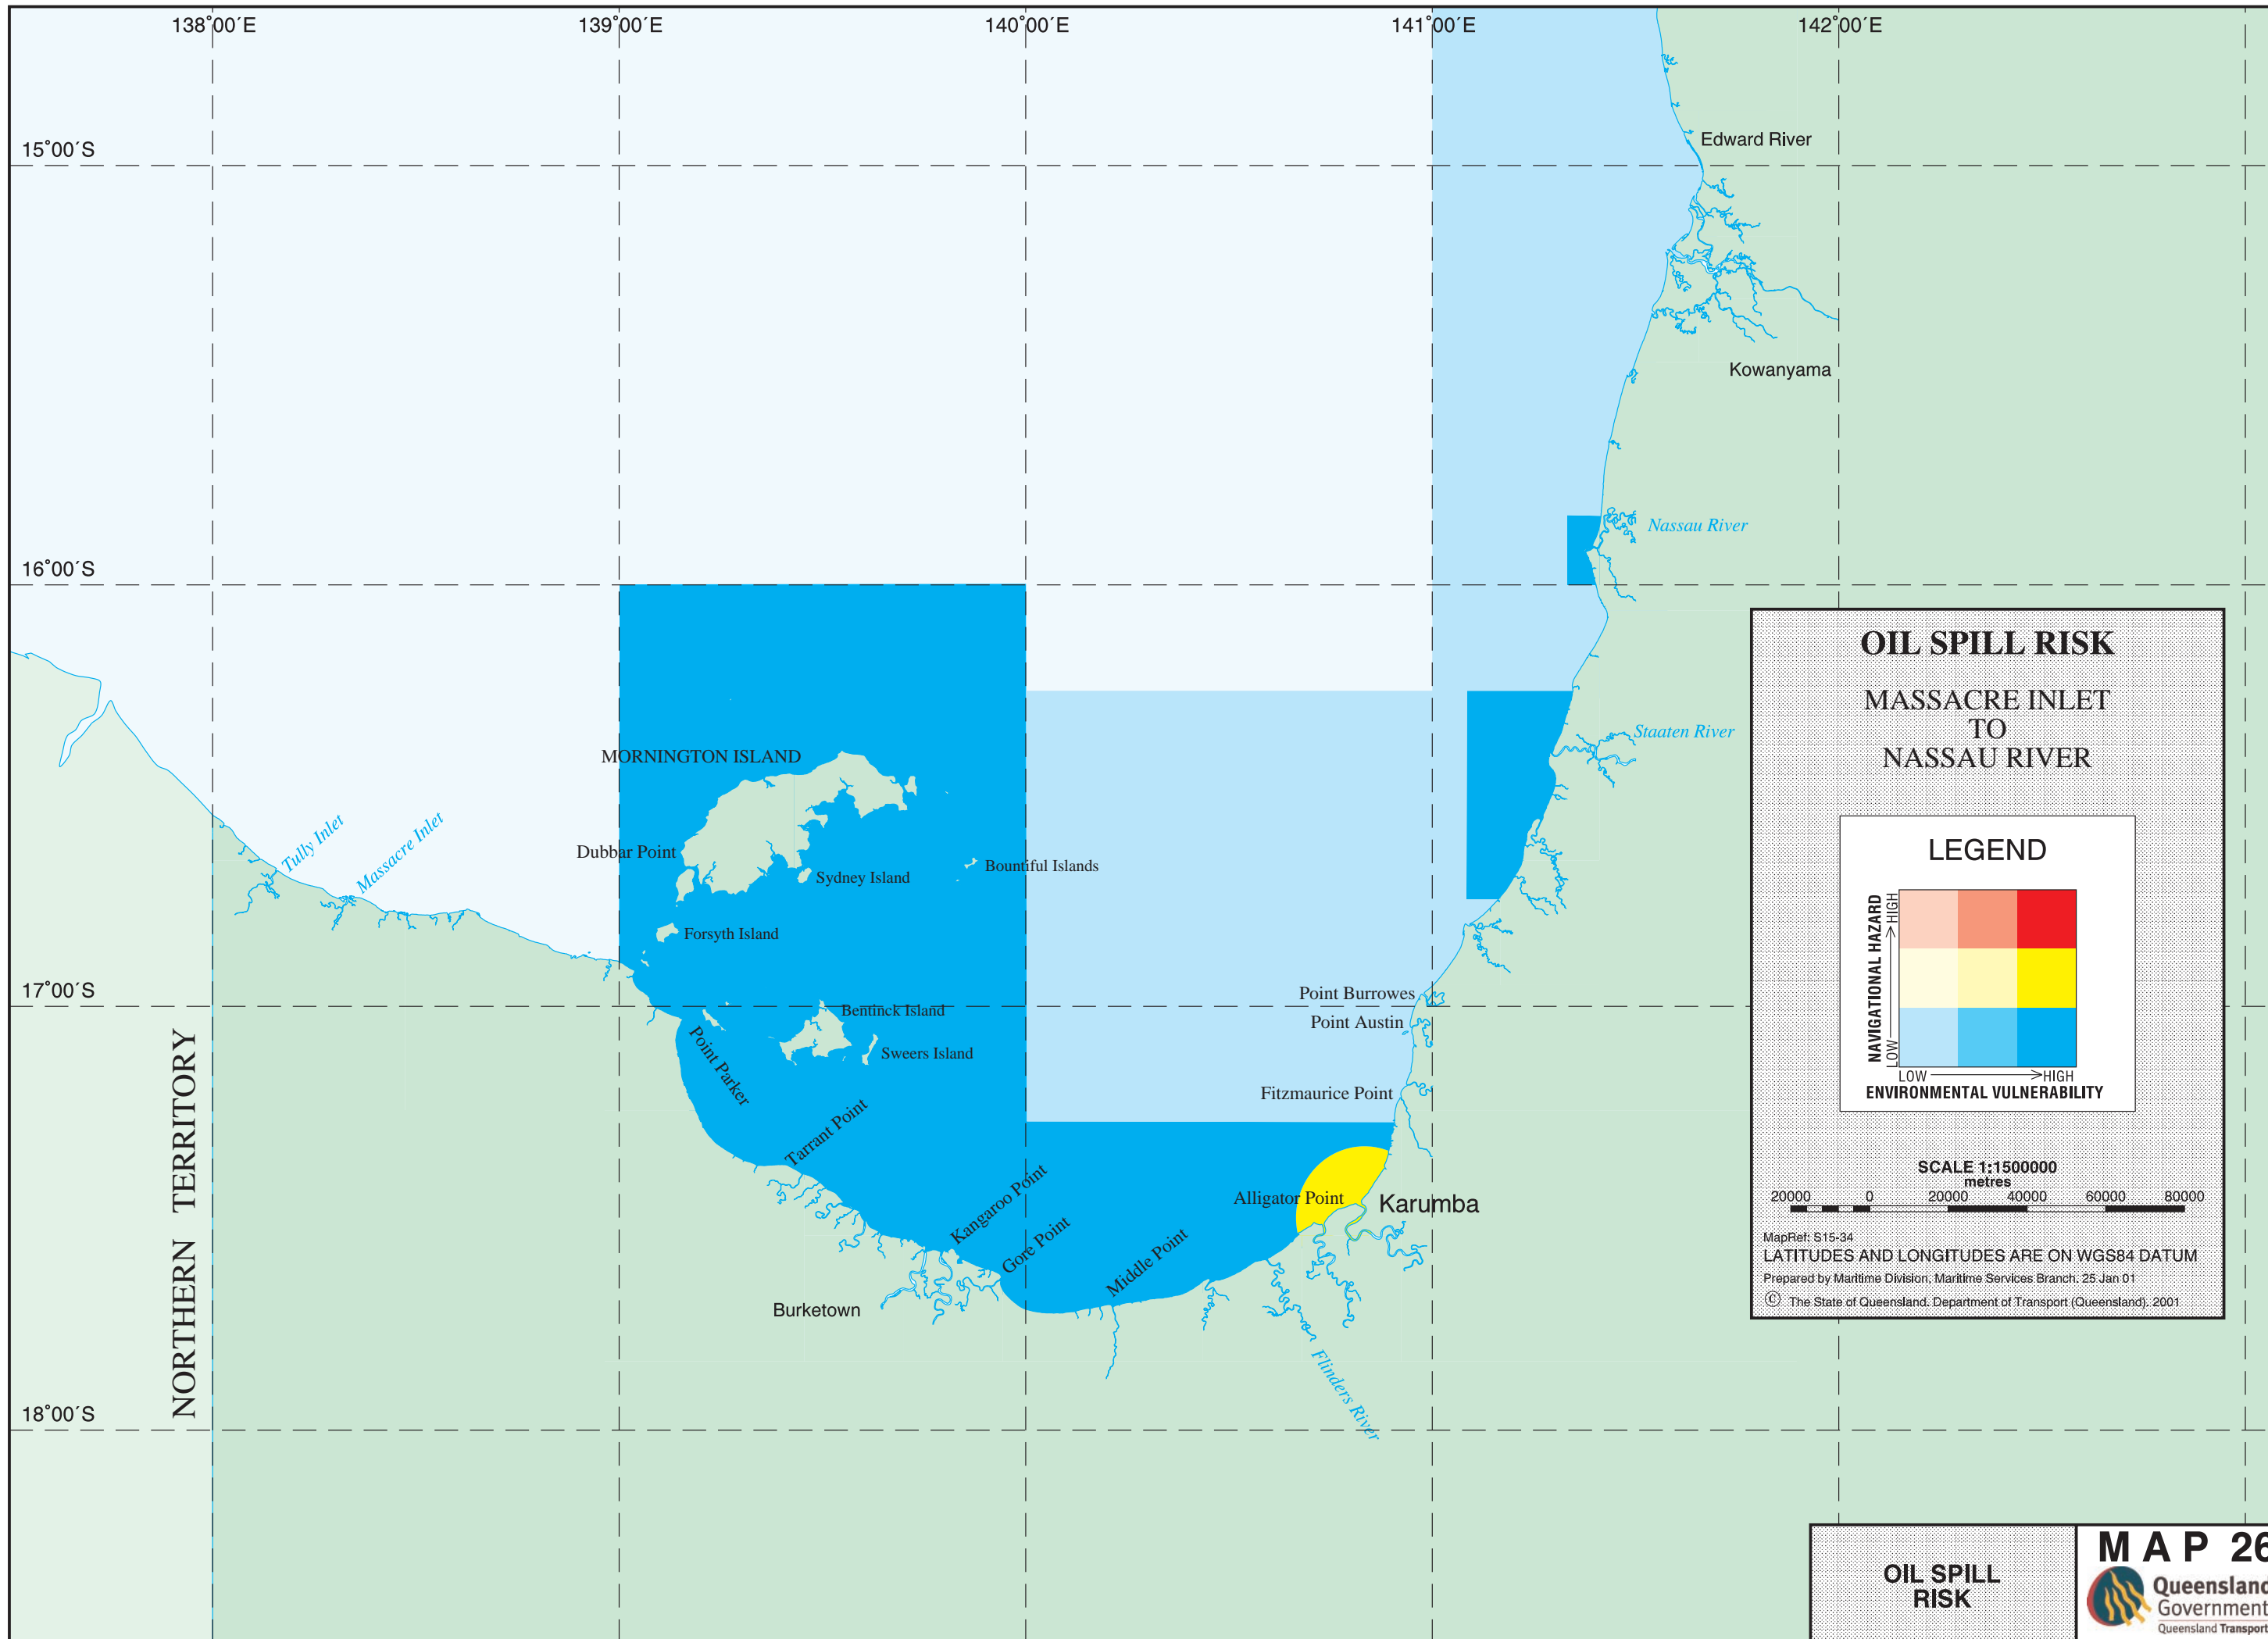 138°00´E
139°00´E
140°00´E
141°00´E
142°00´E
15°00´S
Edward River
Kowanyama
Nassau River
16°00´S
Staaten River
MORNINGTON ISLAND
Tully Inlet
Massacre Inlet
Dubbar Point
Sydney Island
Bountiful Islands
Forsyth Island
17°00´S
Point Burrowes
Bentinck Island
Point Austin
Sweers Island
Point Parker
Fitzmaurice Point
Tarrant Point
Kangaroo Point
Gore Point
Middle Point
Alligator Point
Karumba
Burketown
Flinders River
NORTHERN TERRITORY
18°00´S
OIL SPILL RISK
MASSACRE INLET
TO
NASSAU RIVER
LEGEND
NAVIGATIONAL HAZARD
LOW
HIGH
LOW
HIGH
ENVIRONMENTAL VULNERABILITY
SCALE 1:1500000
metres
20000 0 20000 40000 60000 80000
MapRef: S15-34
LATITUDES AND LONGITUDES ARE ON WGS84 DATUM
Prepared by Maritime Division, Maritime Services Branch. 25 Jan 01
© The State of Queensland. Department of Transport (Queensland). 2001
OIL SPILL
RISK
MAP 26
Queensland
Government
Queensland Transport